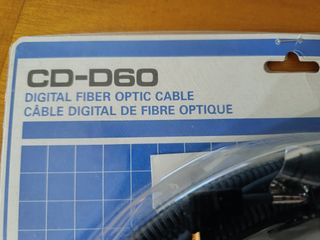 CD-D60
DIGITAL FIBER OPTIC CABLE
CÂBLE DIGITAL DE FIBRE OPTIQUE